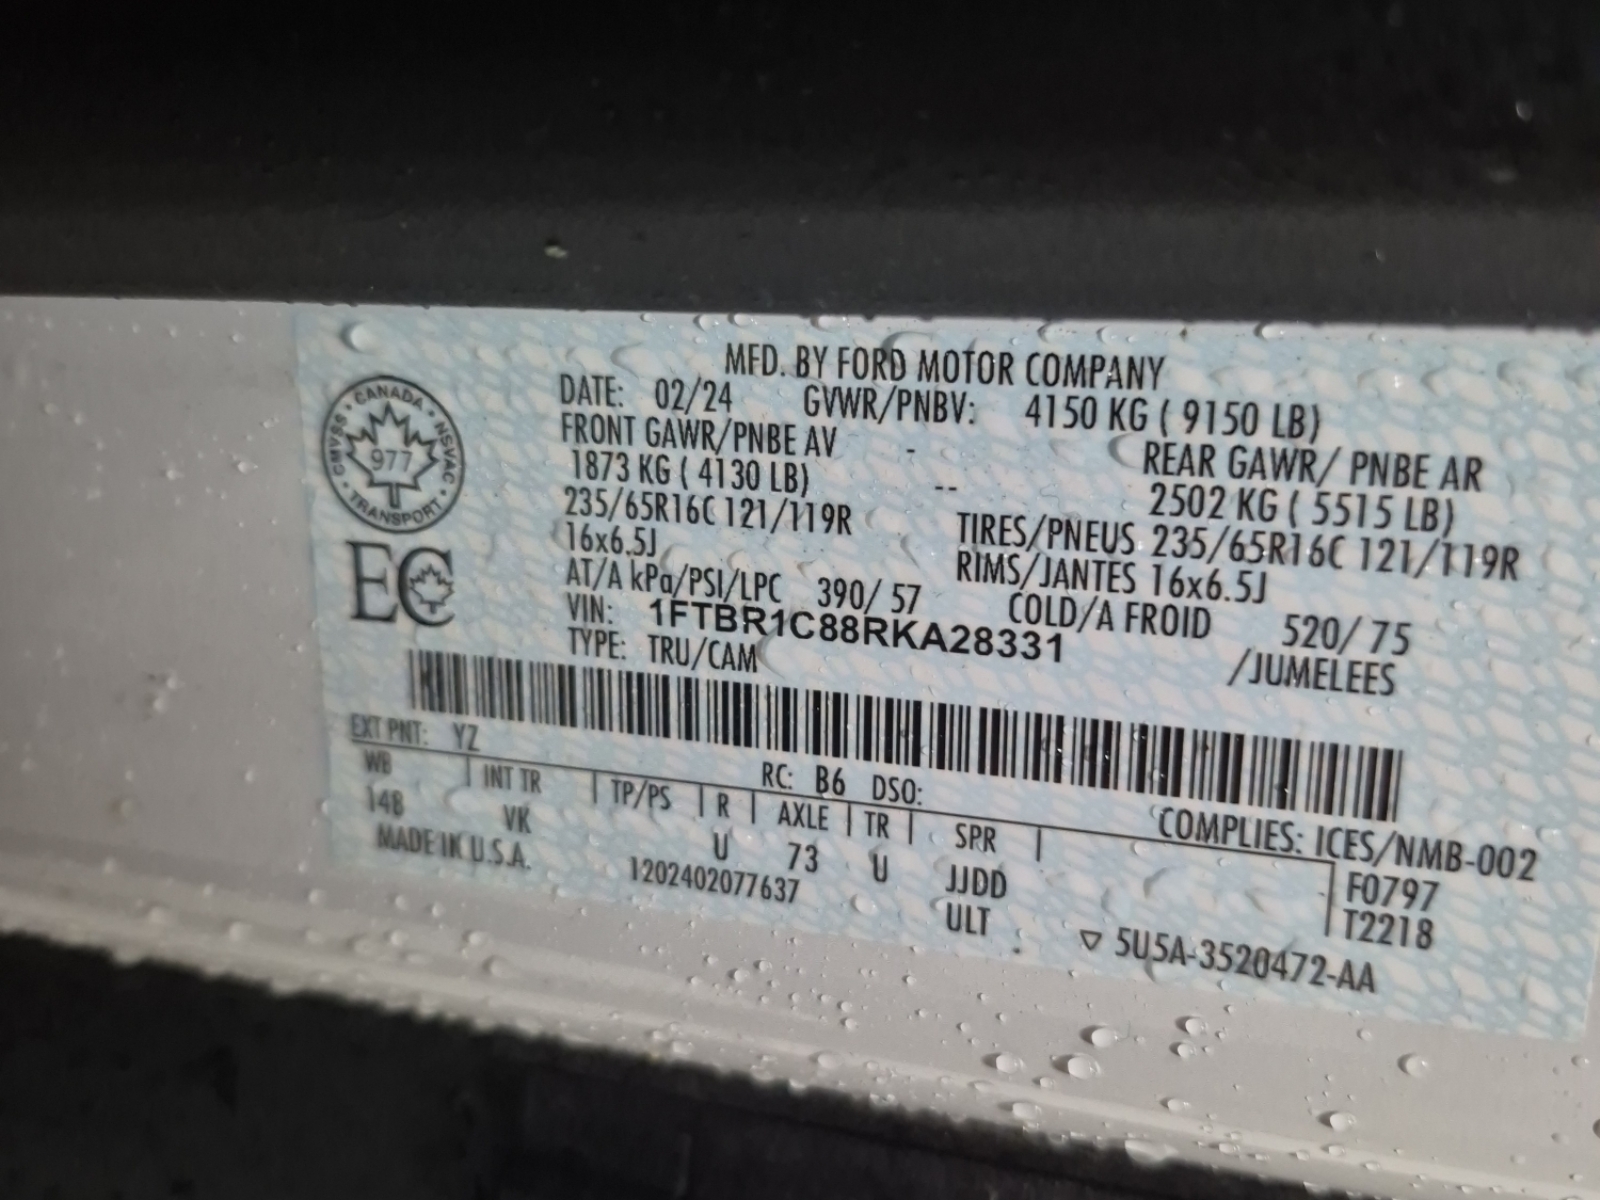 MFD. BY FORD MOTOR COMPANY
DATE: 02/24 GVWR/PNBV: 4150 KG ( 9150 LB)
FRONT GAWR/PNBE AV - REAR GAWR/ PNBE AR
1873 KG ( 4130 LB) -- 2502 KG ( 5515 LB)
235/65R16C 121/119R TIRES/PNEUS 235/65R16C 121/119R
16x6.5J RIMS/JANTES 16x6.5J
AT/A kPa/PSI/LPC 390/ 57 COLD/A FROID 520/ 75
VIN: 1FTBR1C88RKA28331 /JUMELEES
TYPE: TRU/CAM
CANADA · NSVAC · TRANSPORT · CMVSS ·
977
EC
EXT PNT: YZ RC: B6 DSO: COMPLIES: ICES/NMB-002
WB | INT TR | TP/PS | R | AXLE | TR | SPR | F0797
148 VK U 73 U JJDD T2218
MADE IN U.S.A. 1202402077637 ULT ▽ 5U5A-3520472-AA